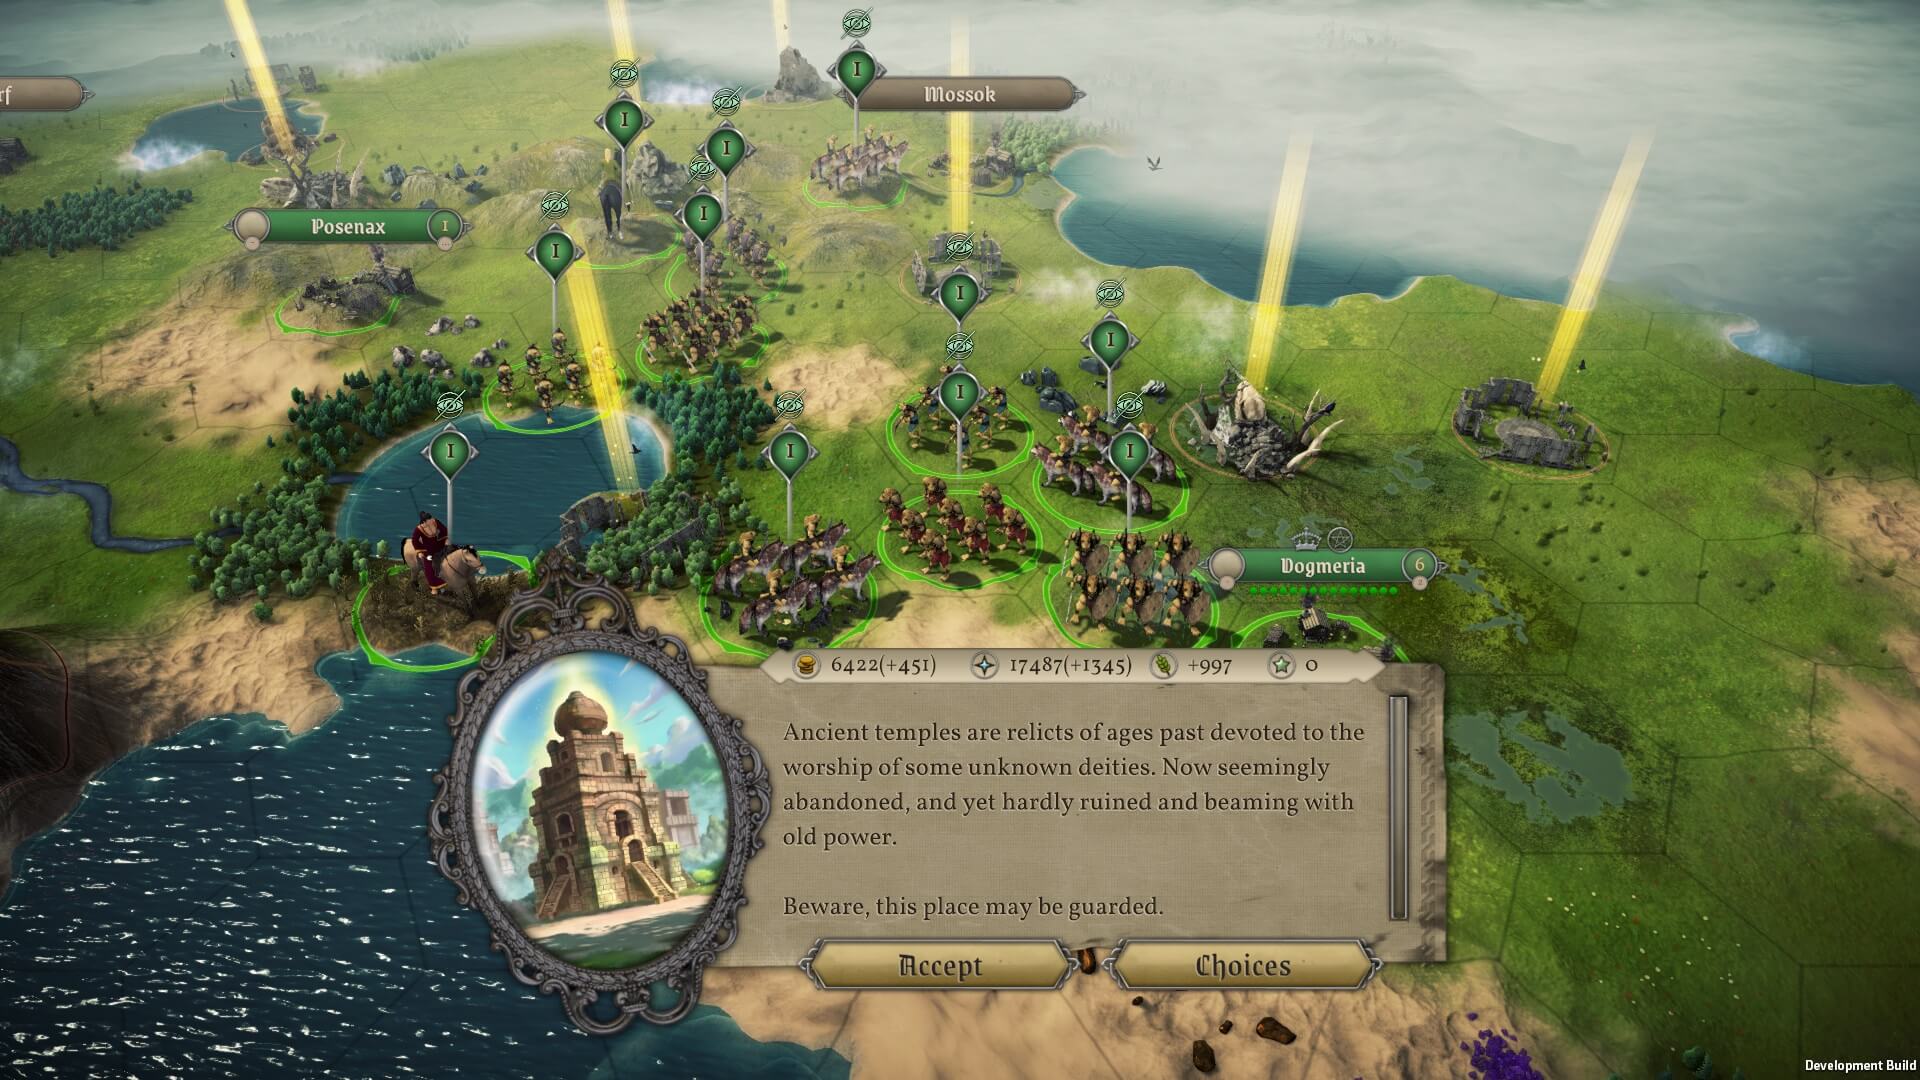 rf
Mossok
I
I
I
I
Posenax
I
I
I
I
I
I
I
I
Dogmeria
6
6422(+451)
17487(+1345)
+997
0
Ancient temples are relicts of ages past devoted to the
worship of some unknown deities. Now seemingly
abandoned, and yet hardly ruined and beaming with
old power.
Beware, this place may be guarded.
Accept
Choices
Development Build